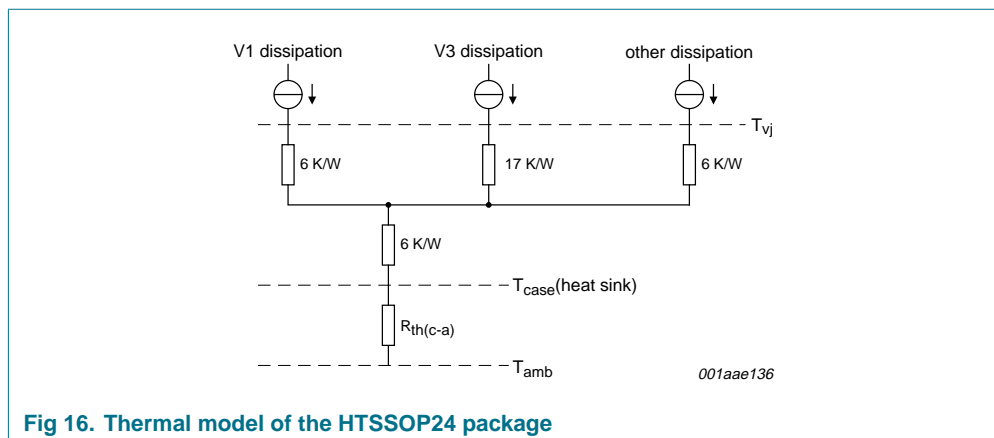 V1 dissipation
V3 dissipation
other dissipation
Tvj
6 K/W
17 K/W
6 K/W
6 K/W
Tcase(heat sink)
Rth(c-a)
Tamb
001aae136
Fig 16. Thermal model of the HTSSOP24 package